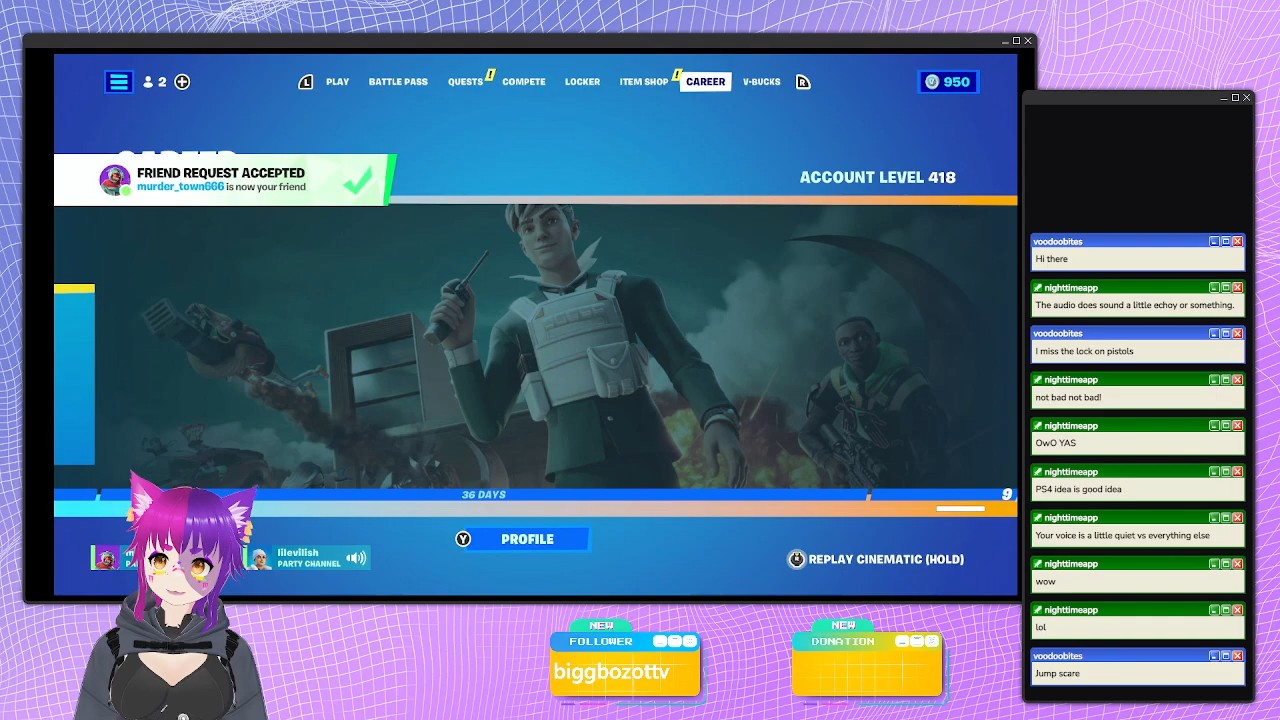 2
PLAY
BATTLE PASS
QUESTS
COMPETE
LOCKER
ITEM SHOP
CAREER
V-BUCKS
950
FRIEND REQUEST ACCEPTED
murder_town666 is now your friend
ACCOUNT LEVEL 418
36 DAYS
9
Y PROFILE
REPLAY CINEMATIC (HOLD)
lilevilish
PARTY CHANNEL
voodoobites
Hi there
nighttimeapp
The audio does sound a little echoy or something.
voodoobites
I miss the lock on pistols
nighttimeapp
not bad not bad!
nighttimeapp
OwO YAS
nighttimeapp
PS4 idea is good idea
nighttimeapp
Your voice is a little quiet vs everything else
nighttimeapp
wow
nighttimeapp
lol
voodoobites
Jump scare
NEW
FOLLOWER
biggbozottv
NEW
DONATION